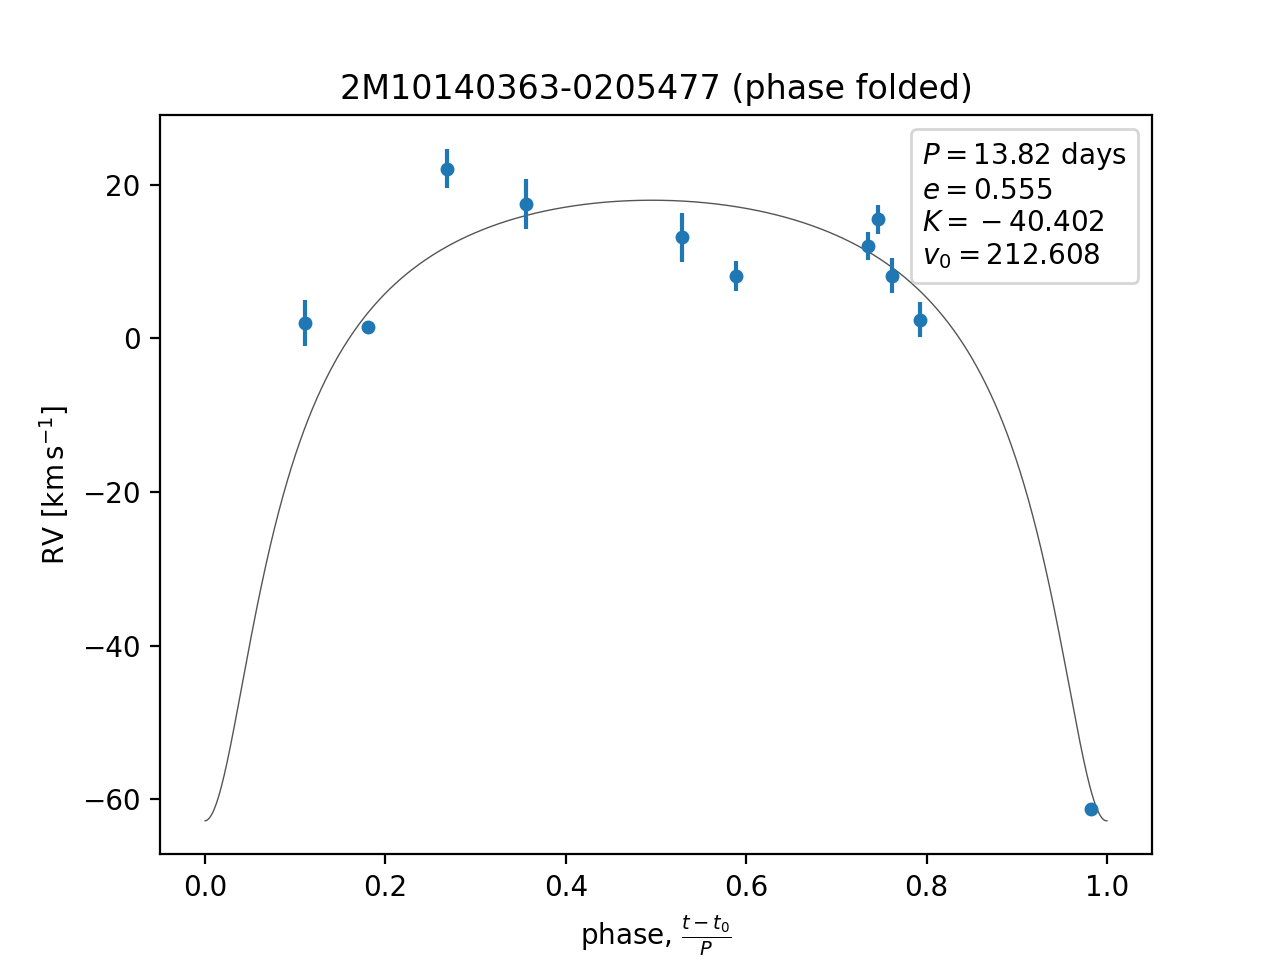 2M10140363-0205477 (phase folded)
P = 13.82 days
e = 0.555
K = − 40.402
v₀ = 212.608
20
0
−20
−40
−60
RV [km s⁻¹]
0.0 0.2 0.4 0.6 0.8 1.0
phase, (t − t₀)/P